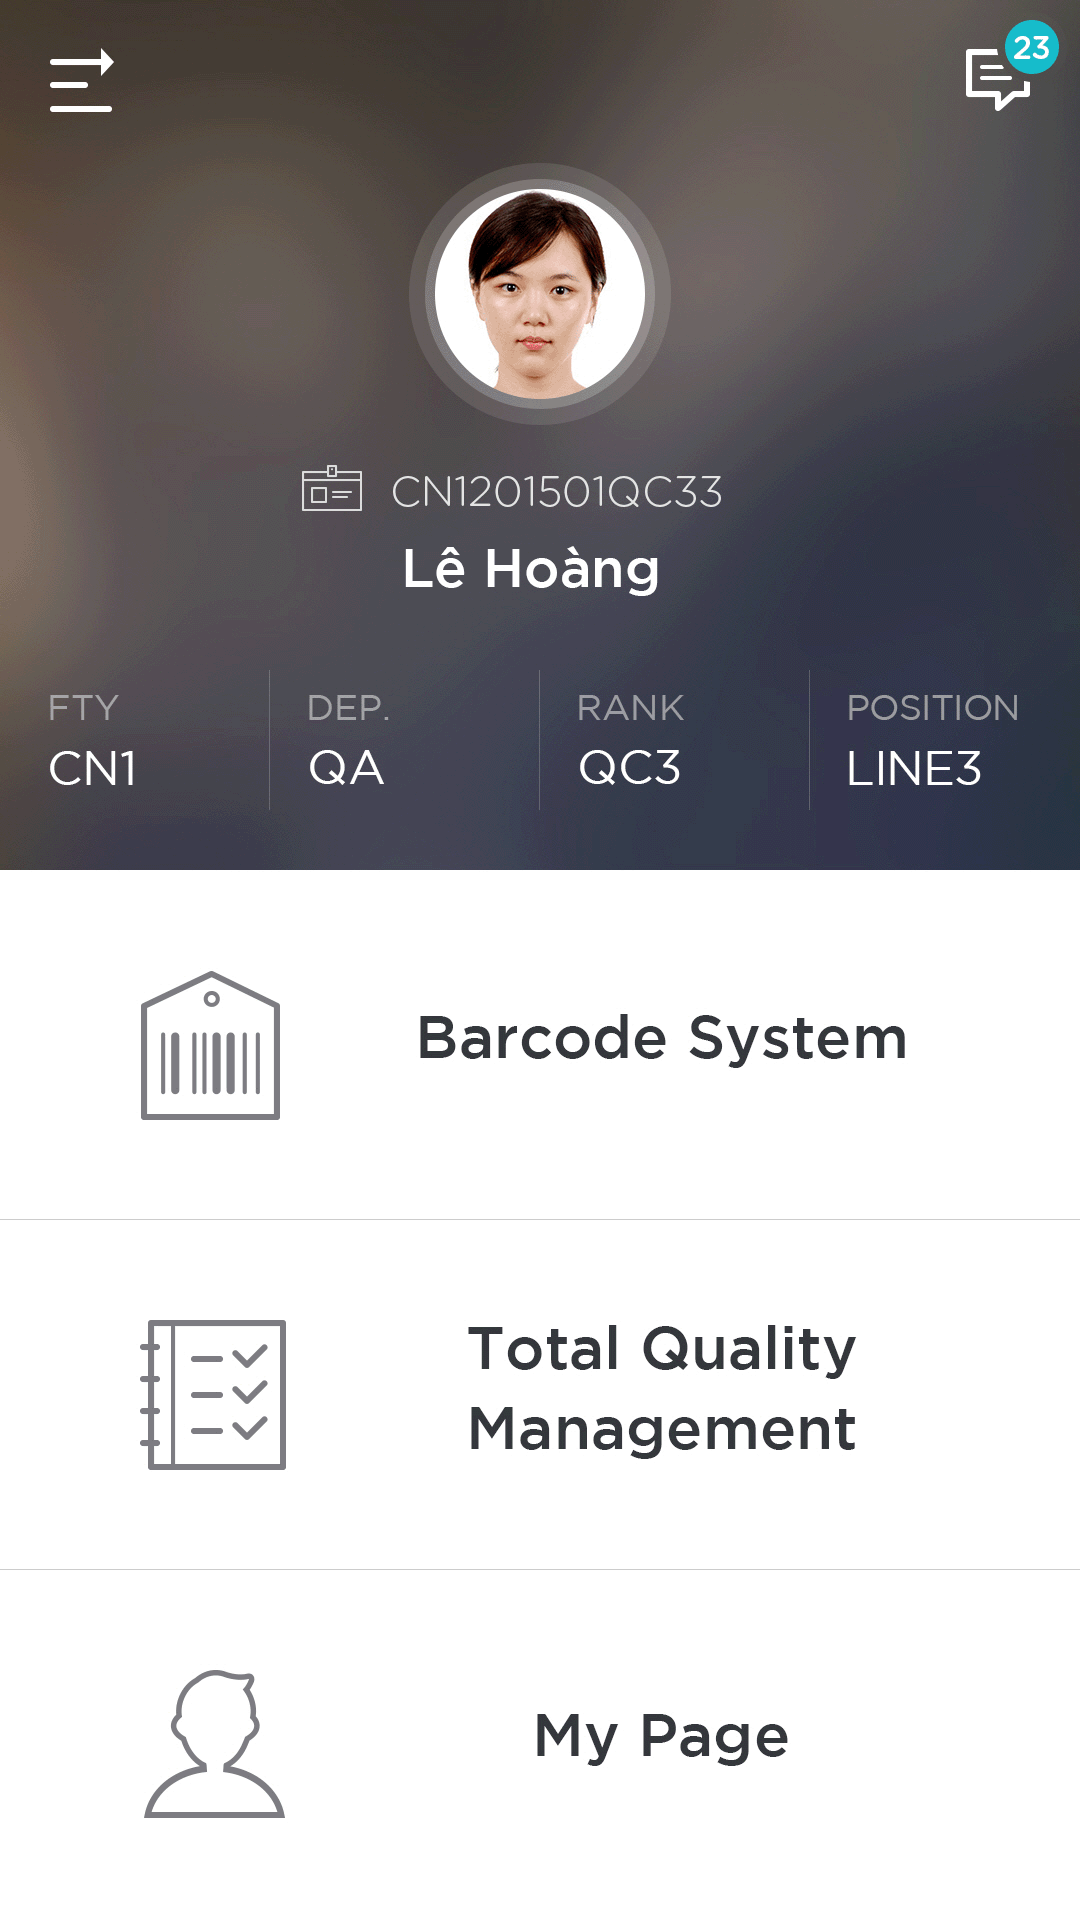 23
CN1201501QC33
Lê Hoàng
FTY DEP. RANK POSITION
CN1 QA QC3 LINE3
Barcode System
Total Quality
Management
My Page